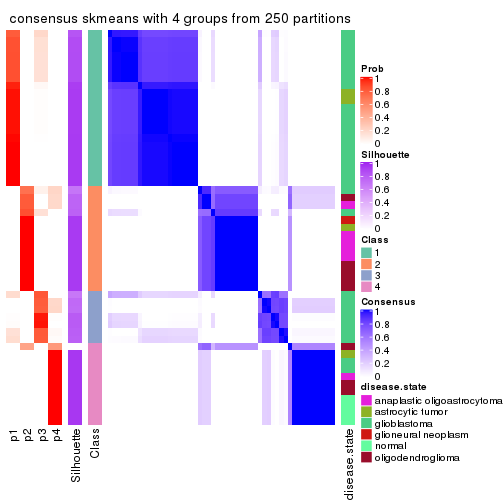 consensus skmeans with 4 groups from 250 partitions
Prob
1
0.8
0.6
0.4
0.2
0
Silhouette
1
0.8
0.6
0.4
0.2
0
Class
1
2
3
4
Consensus
1
0.8
0.6
0.4
0.2
0
disease.state
anaplastic oligoastrocytoma
astrocytic tumor
glioblastoma
glioneural neoplasm
normal
oligodendroglioma
p1
p2
p3
p4
Silhouette
Class
disease.state